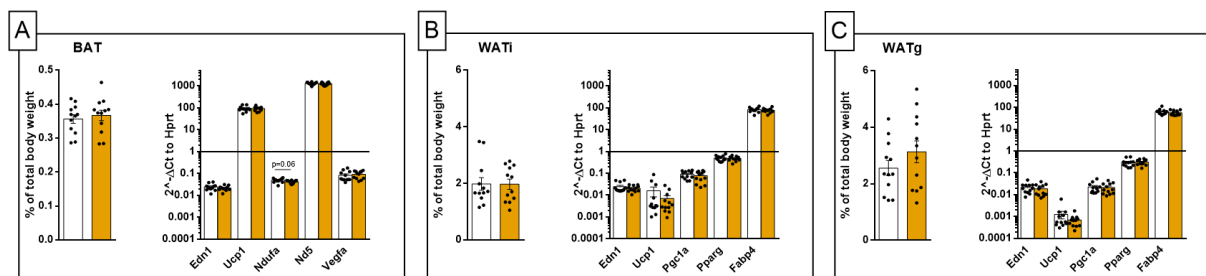 A
BAT
% of total body weight
0.5
0.4
0.3
0.2
0.1
0.0
2^-ΔCt to Hprt
1000
100
10
1
0.1
0.01
0.001
0.0001
p=0.06
Edn1
Ucp1
Ndufa
Nd5
Vegfa
B
WATi
% of total body weight
6
4
2
0
2^-ΔCt to Hprt
1000
100
10
1
0.1
0.01
0.001
0.0001
Edn1
Ucp1
Pgc1a
Pparg
Fabp4
C
WATg
% of total body weight
6
4
2
0
2^-ΔCt to Hprt
1000
100
10
1
0.1
0.01
0.001
0.0001
Edn1
Ucp1
Pgc1a
Pparg
Fabp4